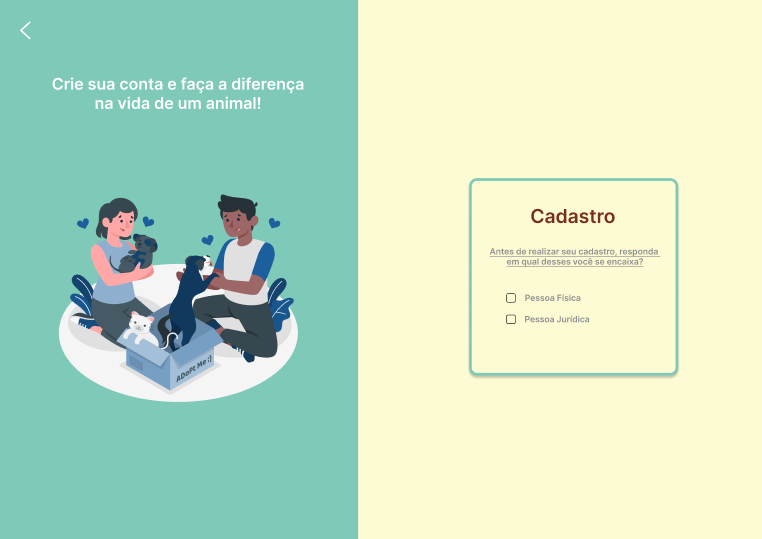 Crie sua conta e faça a diferença
na vida de um animal!
ADoPt Me :)
Cadastro
Antes de realizar seu cadastro, responda
em qual desses você se encaixa?
Pessoa Física
Pessoa Jurídica